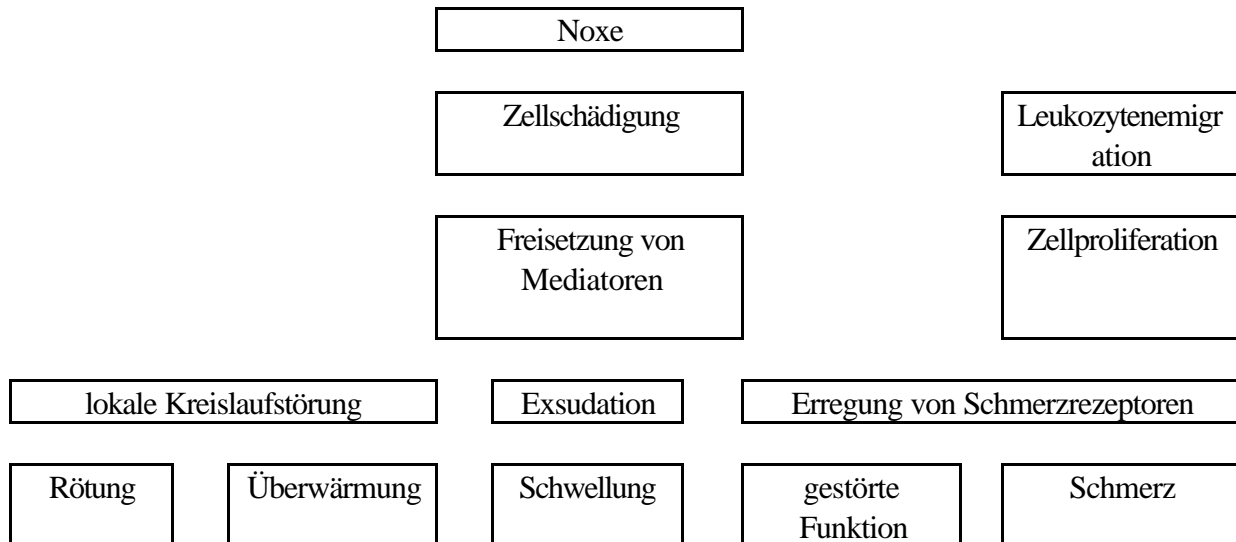 Noxe
Zellschädigung
Leukozytenemigr
ation
Freisetzung von
Mediatoren
Zellproliferation
lokale Kreislaufstörung
Exsudation
Erregung von Schmerzrezeptoren
Rötung
Überwärmung
Schwellung
gestörte
Funktion
Schmerz